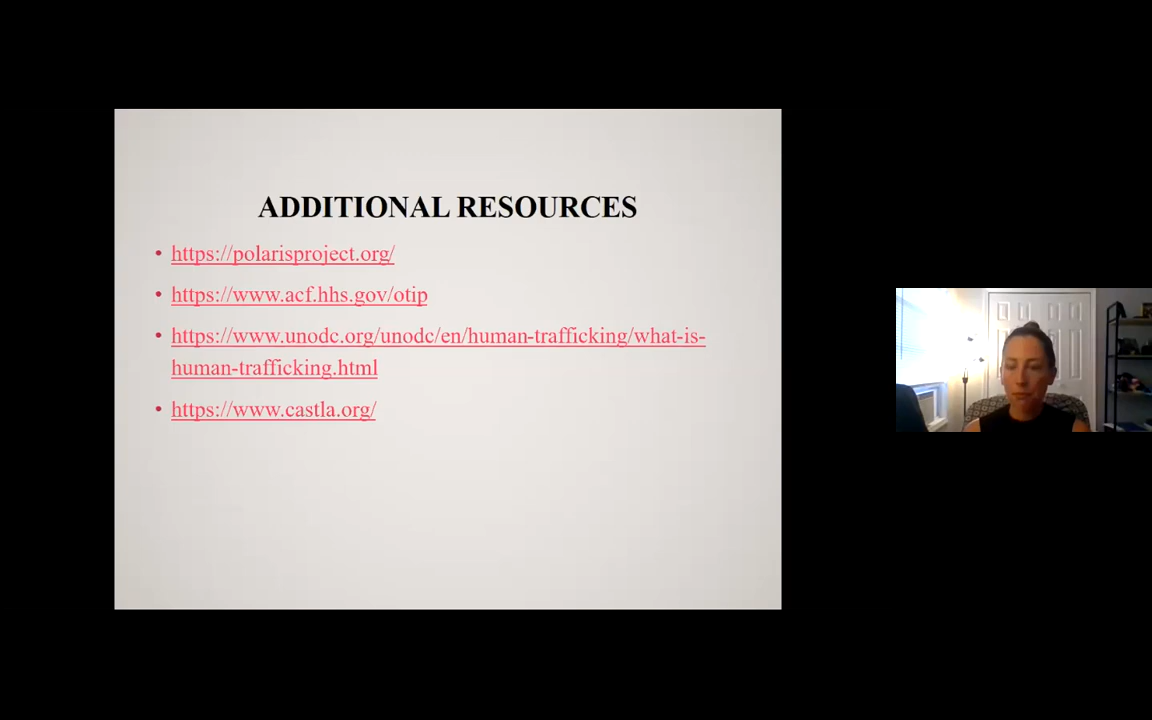 ADDITIONAL RESOURCES
• https://polarisproject.org/
• https://www.acf.hhs.gov/otip
• https://www.unodc.org/unodc/en/human-trafficking/what-is-
human-trafficking.html
• https://www.castla.org/